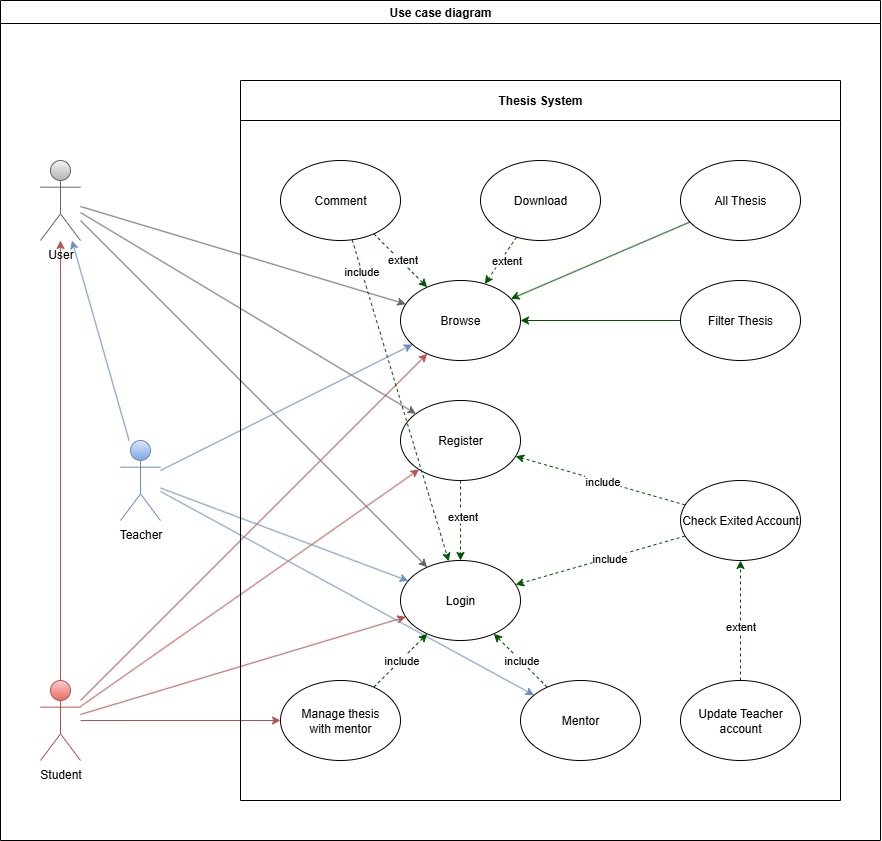 Use case diagram
Thesis System
Comment
Download
All Thesis
User
extent
extent
include
Browse
Filter Thesis
Register
include
extent
Check Exited Account
Teacher
include
Login
extent
include
include
Manage thesis
with mentor
Mentor
Update Teacher
account
Student